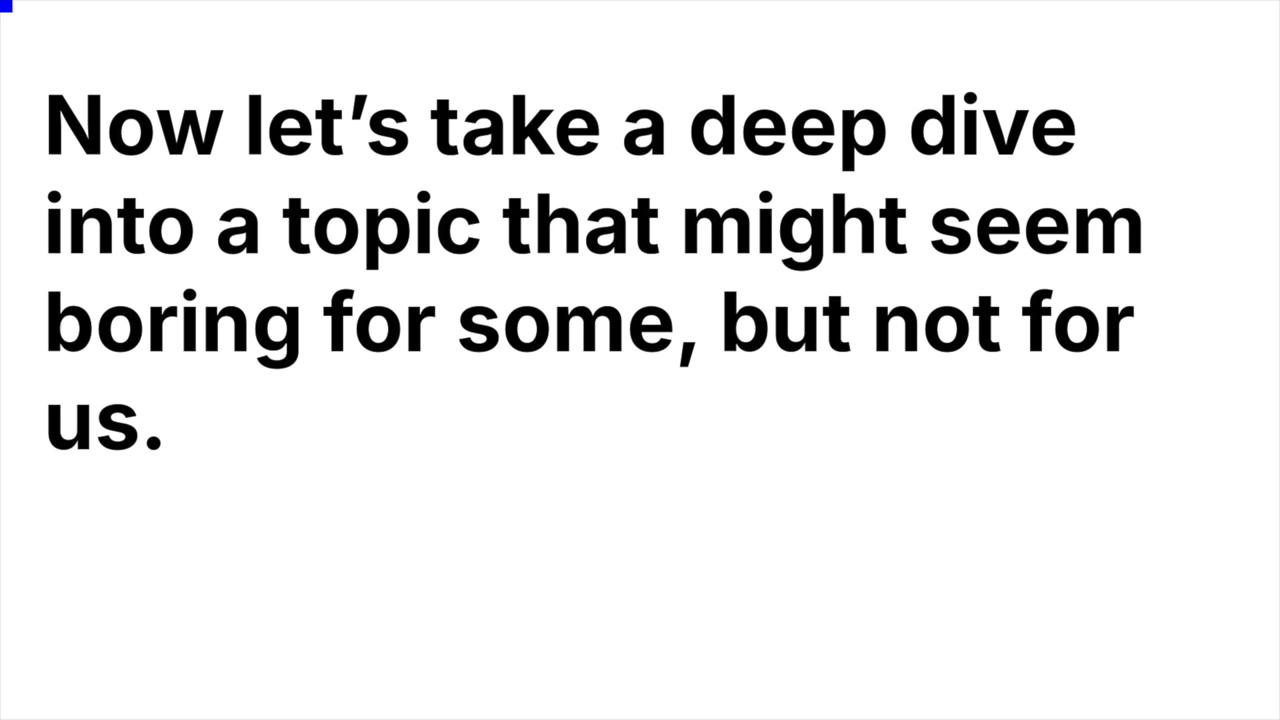 Now let’s take a deep dive
into a topic that might seem
boring for some, but not for
us.